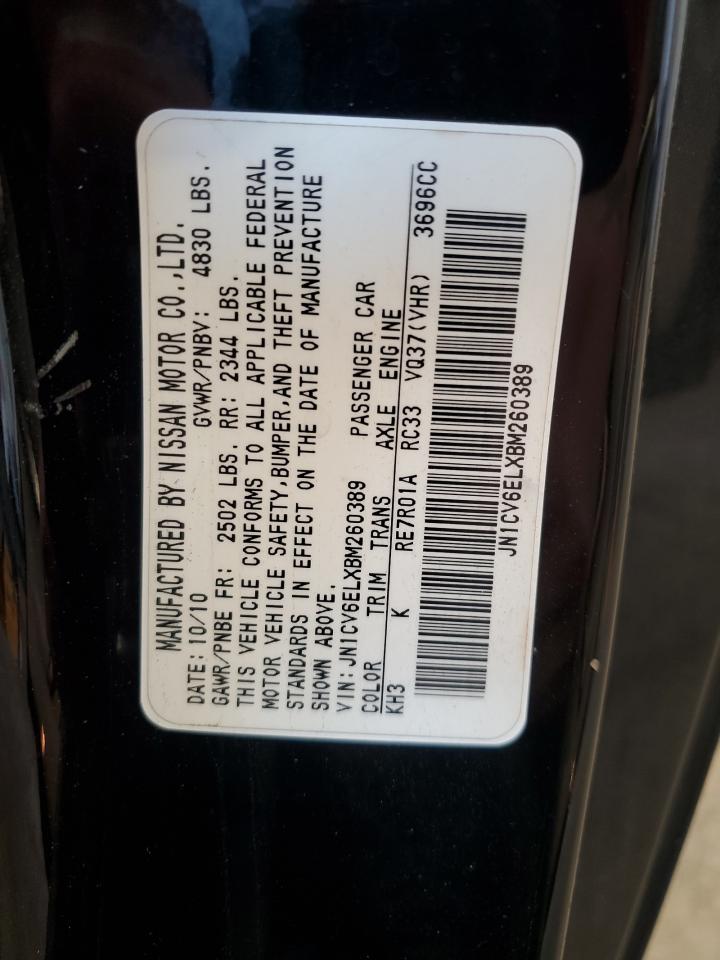 MANUFACTURED BY NISSAN MOTOR CO.,LTD.
DATE: 10/10 GVWR/PNBV: 4830 LBS.
GAWR/PNBE FR: 2502 LBS. RR: 2344 LBS.
THIS VEHICLE CONFORMS TO ALL APPLICABLE FEDERAL
MOTOR VEHICLE SAFETY,BUMPER,AND THEFT PREVENTION
STANDARDS IN EFFECT ON THE DATE OF MANUFACTURE
SHOWN ABOVE.
VIN:JN1CV6ELXBM260389 PASSENGER CAR
COLOR TRIM TRANS AXLE ENGINE
KH3 K RE7R01A RC33 VQ37(VHR) 3696CC
JN1CV6ELXBM260389